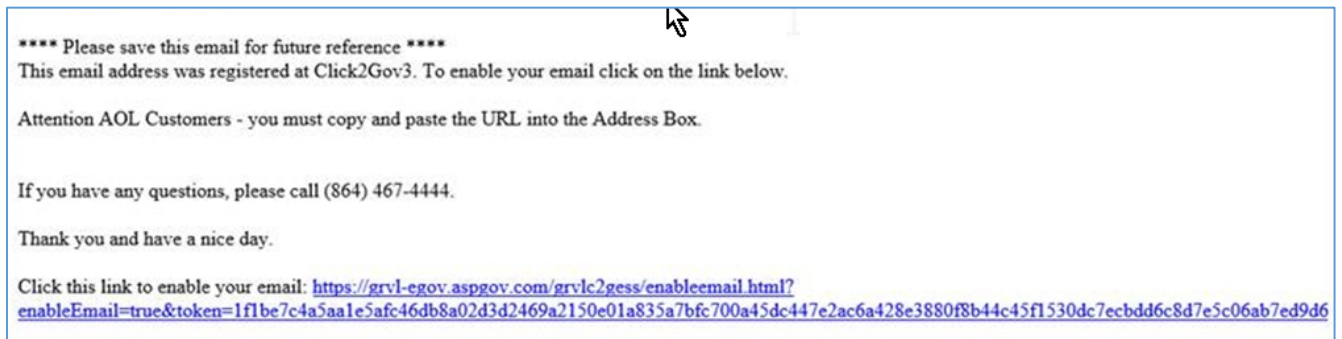 **** Please save this email for future reference ****
This email address was registered at Click2Gov3. To enable your email click on the link below.
Attention AOL Customers - you must copy and paste the URL into the Address Box.
If you have any questions, please call (864) 467-4444.
Thank you and have a nice day.
Click this link to enable your email: https://grvl-egov.aspgov.com/grvlc2gess/enableemail.html?
enableEmail=true&token=1f1be7c4a5aa1e5afc46db8a02d3d2469a2150e01a835a7bfc700a45dc447e2ac6a428e3880f8b44c45f1530dc7ecbdd6c8d7e5c06ab7ed9d6